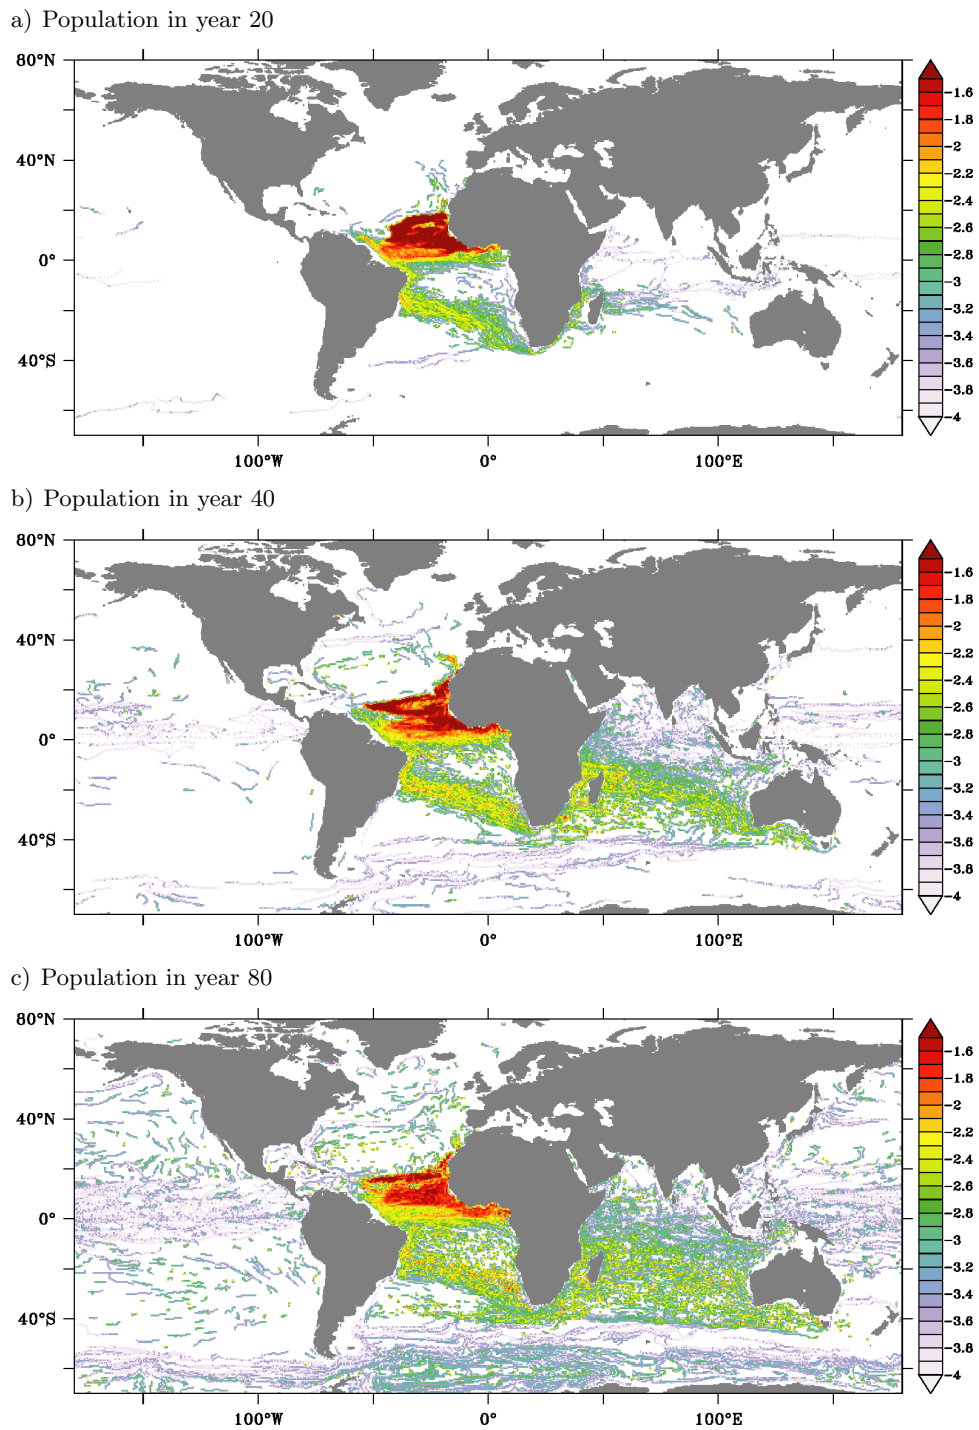 a) Population in year 20
80°N
40°N
0°
40°S
100°W 0° 100°E
-1.6
-1.8
-2
-2.2
-2.4
-2.6
-2.8
-3
-3.2
-3.4
-3.6
-3.8
-4
b) Population in year 40
80°N
40°N
0°
40°S
100°W 0° 100°E
-1.6
-1.8
-2
-2.2
-2.4
-2.6
-2.8
-3
-3.2
-3.4
-3.6
-3.8
-4
c) Population in year 80
80°N
40°N
0°
40°S
100°W 0° 100°E
-1.6
-1.8
-2
-2.2
-2.4
-2.6
-2.8
-3
-3.2
-3.4
-3.6
-3.8
-4